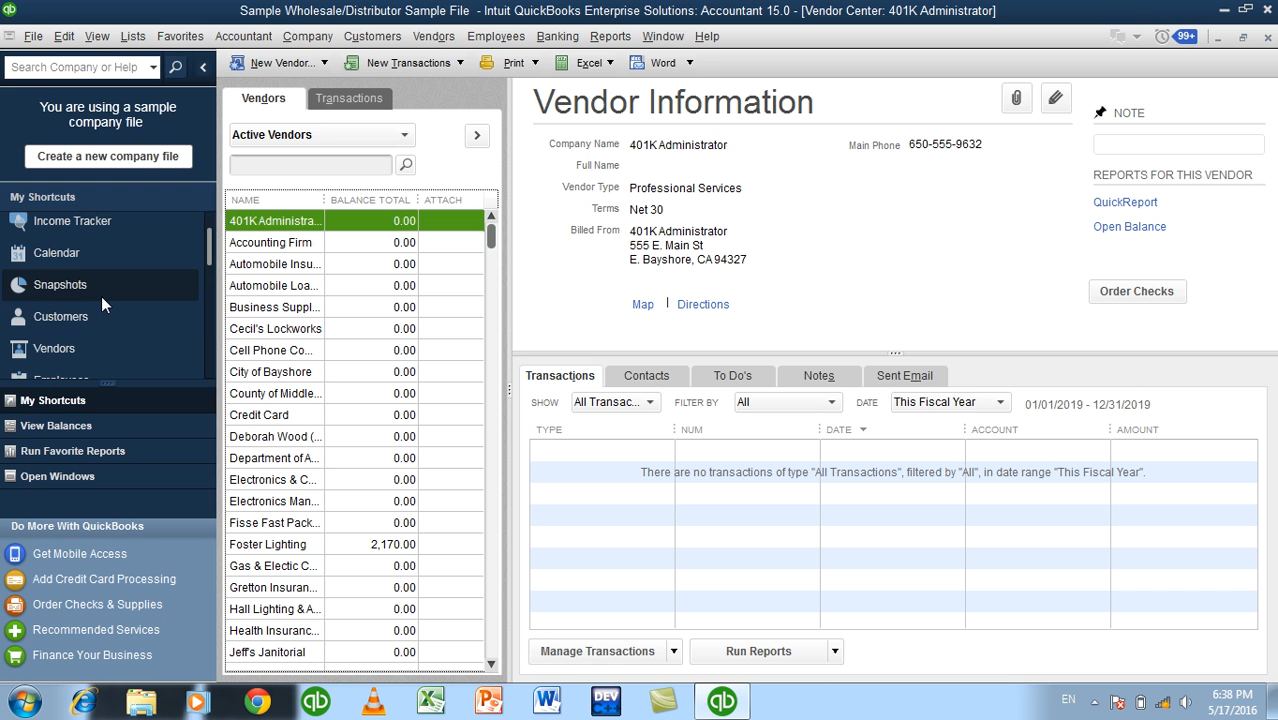 Sample Wholesale/Distributor Sample File - Intuit QuickBooks Enterprise Solutions: Accountant 15.0 - [Vendor Center: 401K Administrator]
File Edit View Lists Favorites Accountant Company Customers Vendors Employees Banking Reports Window Help 99+
Search Company or Help
New Vendor... New Transactions Print Excel Word
You are using a sample
company file
Create a new company file
My Shortcuts
Income Tracker
Calendar
Snapshots
Customers
Vendors
My Shortcuts
View Balances
Run Favorite Reports
Open Windows
Do More With QuickBooks
Get Mobile Access
Add Credit Card Processing
Order Checks & Supplies
Recommended Services
Finance Your Business
Vendors Transactions
Active Vendors
NAME BALANCE TOTAL ATTACH
401K Administra... 0.00
Accounting Firm 0.00
Automobile Insu... 0.00
Automobile Loa... 0.00
Business Suppl... 0.00
Cecil's Lockworks 0.00
Cell Phone Co... 0.00
City of Bayshore 0.00
County of Middle... 0.00
Credit Card 0.00
Deborah Wood (... 0.00
Department of A... 0.00
Electronics & C... 0.00
Electronics Man... 0.00
Fisse Fast Pack... 0.00
Foster Lighting 2,170.00
Gas & Electic C... 0.00
Gretton Insuran... 0.00
Hall Lighting & A... 0.00
Health Insuranc... 0.00
Jeff's Janitorial 0.00
Vendor Information
Company Name 401K Administrator
Main Phone 650-555-9632
Full Name
Vendor Type Professional Services
Terms Net 30
Billed From 401K Administrator
555 E. Main St
E. Bayshore, CA 94327
Map Directions
NOTE
REPORTS FOR THIS VENDOR
QuickReport
Open Balance
Order Checks
Transactions Contacts To Do's Notes Sent Email
SHOW All Transac... FILTER BY All DATE This Fiscal Year 01/01/2019 - 12/31/2019
TYPE NUM DATE ACCOUNT AMOUNT
There are no transactions of type "All Transactions", filtered by "All", in date range "This Fiscal Year".
Manage Transactions Run Reports
DEV
EN
6:38 PM
5/17/2016